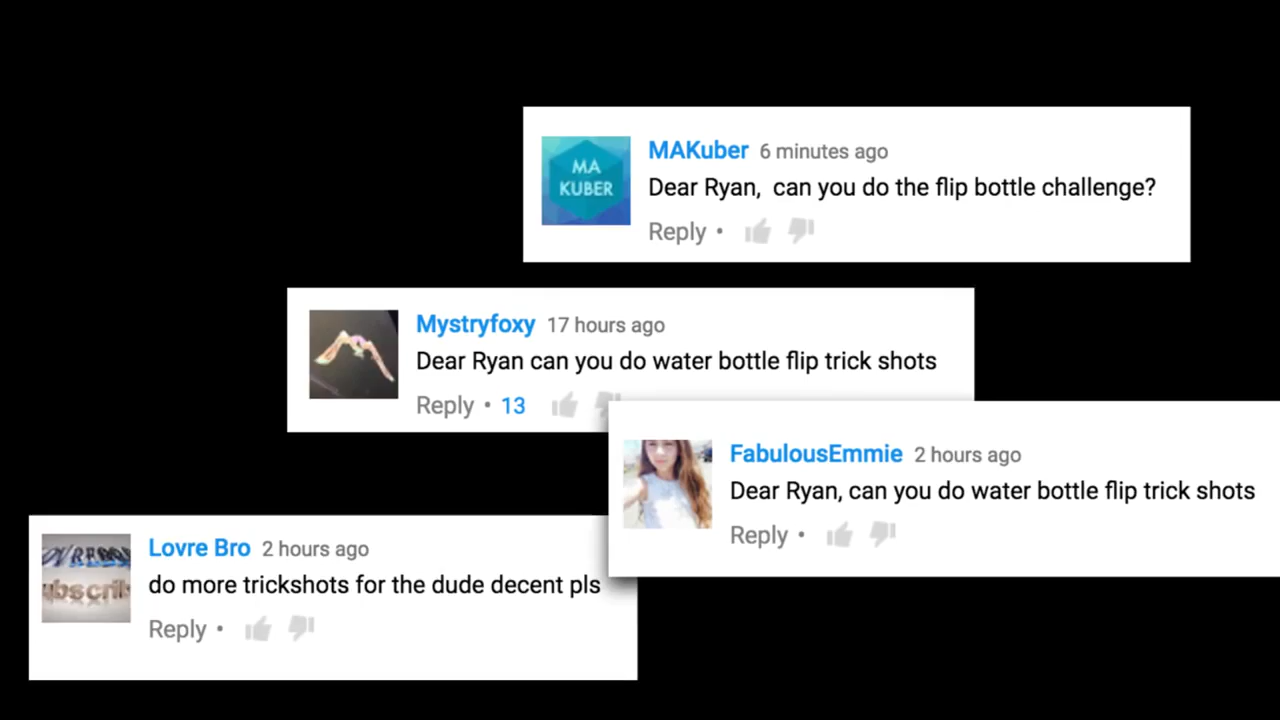 MA
KUBER
MAKuber 6 minutes ago
Dear Ryan,  can you do the flip bottle challenge?
Reply •
Mystryfoxy 17 hours ago
Dear Ryan can you do water bottle flip trick shots
Reply • 13
FabulousEmmie 2 hours ago
Dear Ryan, can you do water bottle flip trick shots
Reply •
Lovre Bro 2 hours ago
do more trickshots for the dude decent pls
Reply •